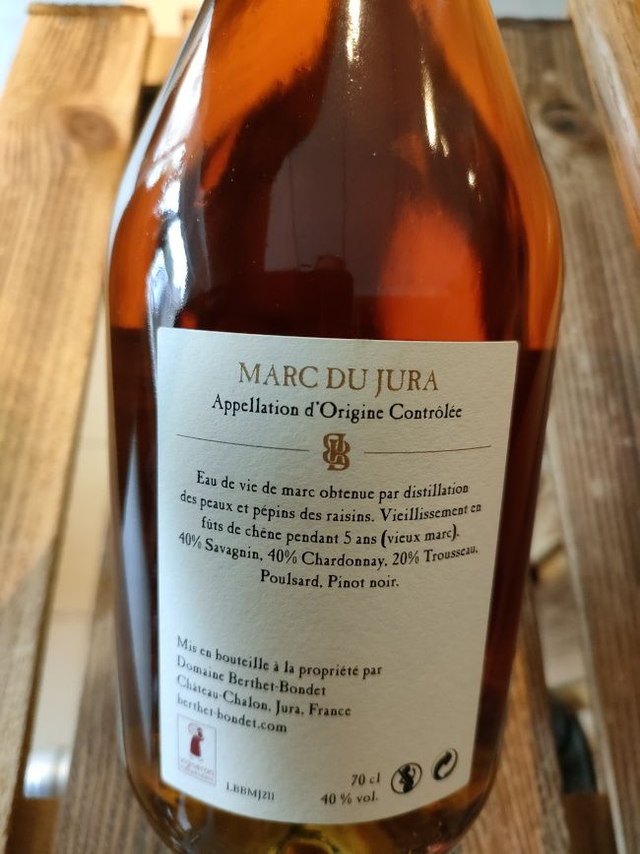 MARC DU JURA
Appellation d'Origine Contrôlée
Eau de vie de marc obtenue par distillation
des peaux et pépins des raisins. Vieillissement en
fûts de chêne pendant 5 ans (vieux marc).
40% Savagnin, 40% Chardonnay, 20% Trousseau,
Poulsard, Pinot noir.
Mis en bouteille à la propriété par
Domaine Berthet-Bondet
Château-Chalon, Jura, France
berthet-bondet.com
vigneron
70 cl
40 % vol.